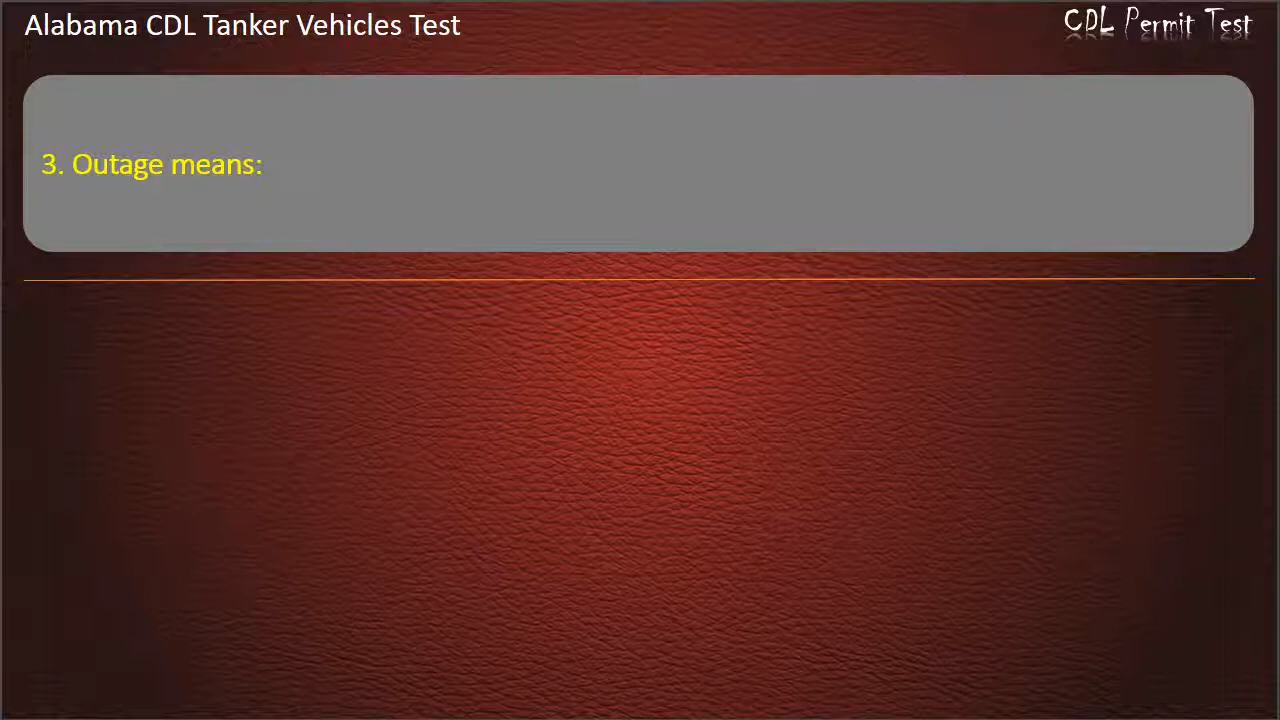 Alabama CDL Tanker Vehicles Test
CDL Permit Test
3. Outage means: